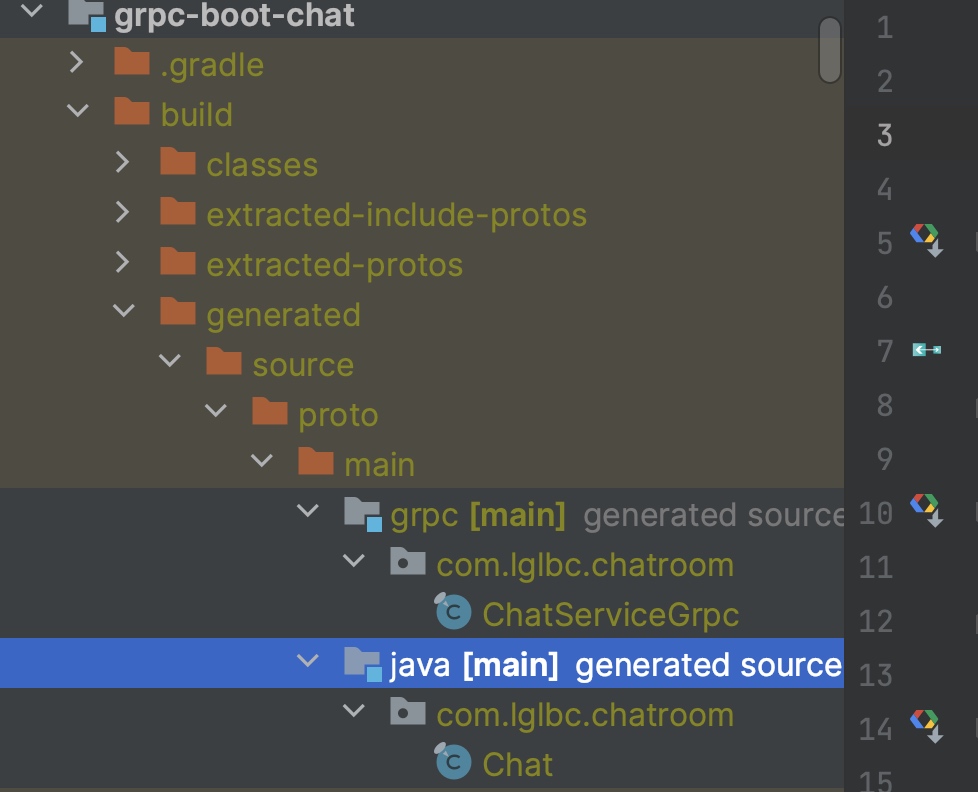 grpc-boot-chat
.gradle
build
classes
extracted-include-protos
extracted-protos
generated
source
proto
main
grpc [main] generated source
com.lglbc.chatroom
ChatServiceGrpc
java [main] generated source
com.lglbc.chatroom
Chat
1
2
3
4
5
6
7
8
9
10
11
12
13
14
15